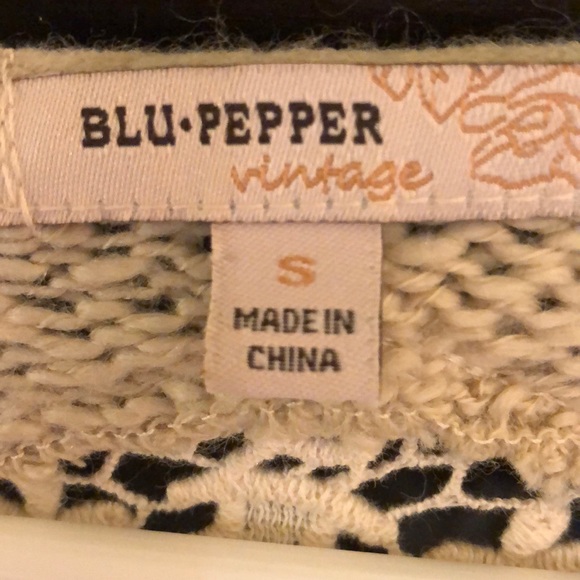 BLU•PEPPER
vintage
S
MADE IN
CHINA